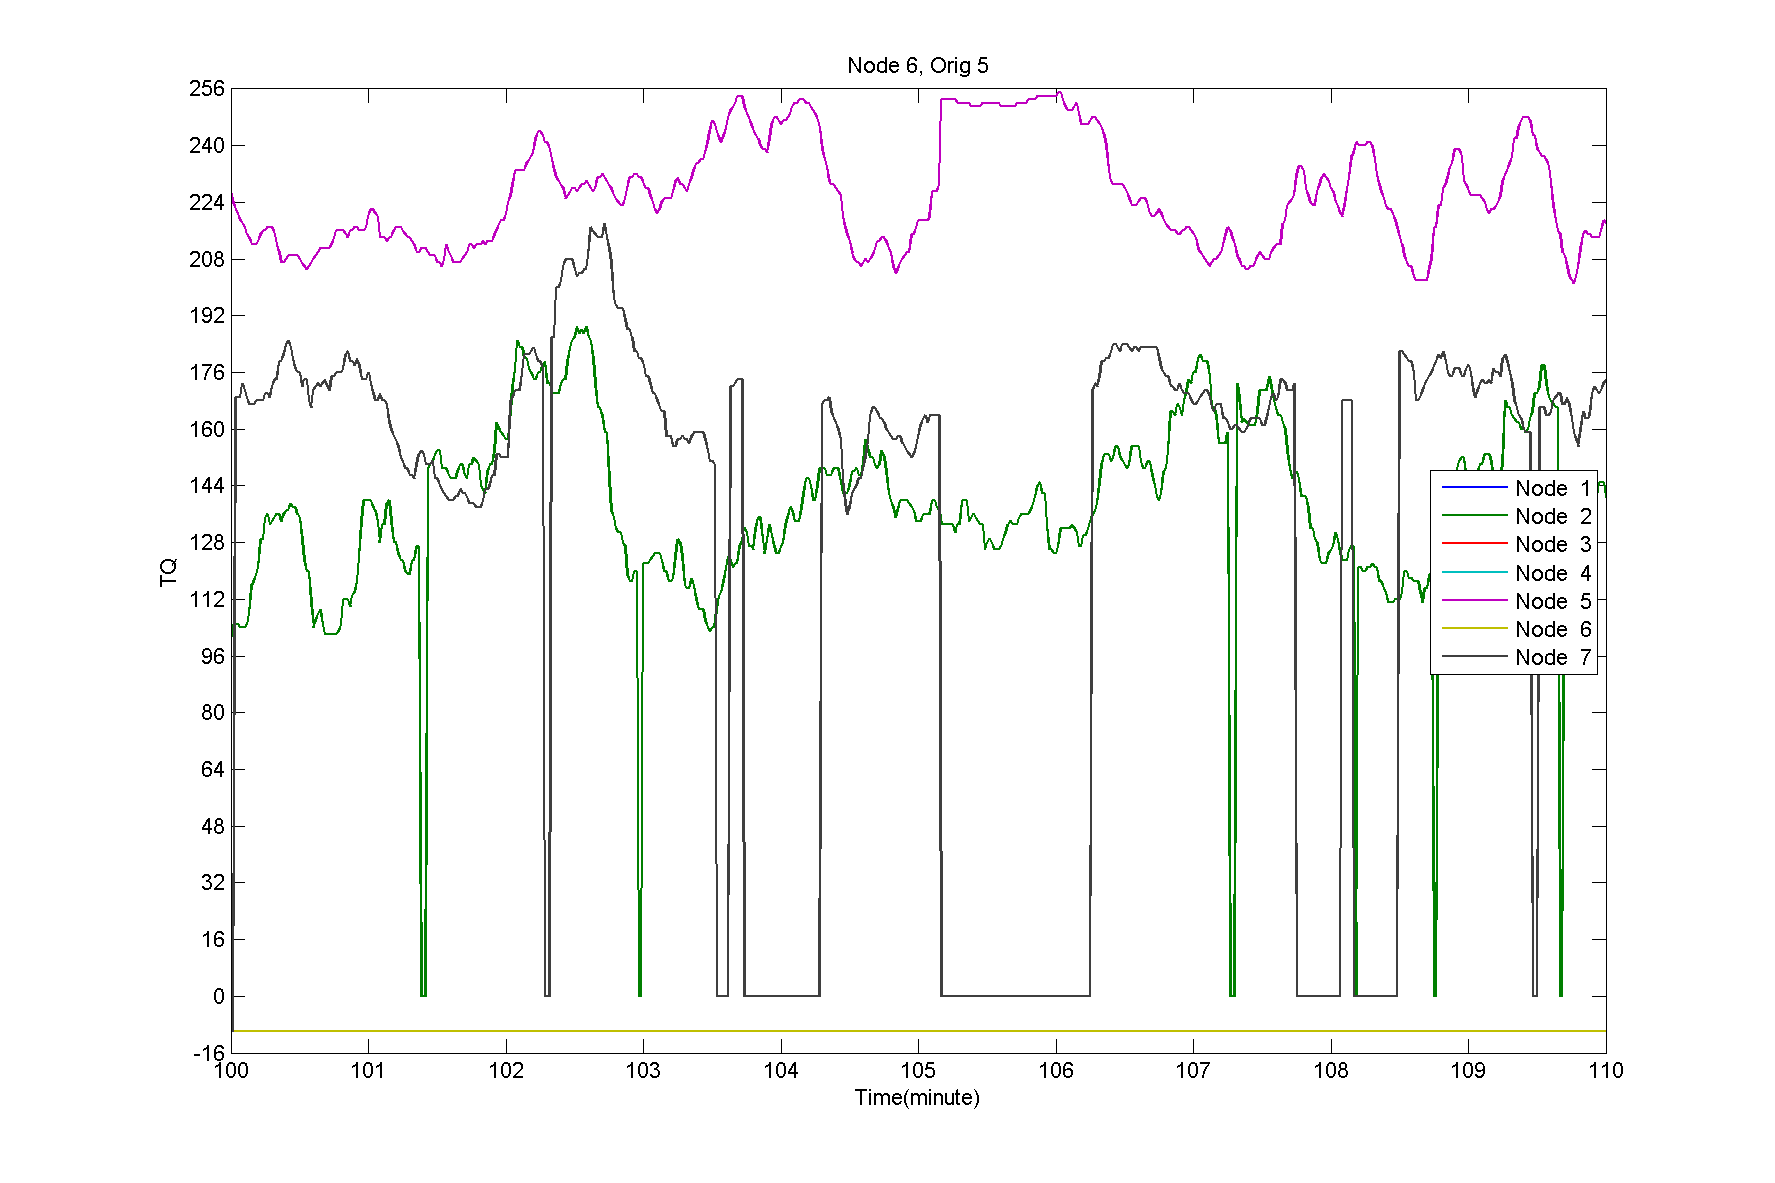 Node 6, Orig 5
256
240
224
208
192
176
160
144
128
112
96
80
64
48
32
16
0
-16
TQ
Node 1
Node 2
Node 3
Node 4
Node 5
Node 6
Node 7
100 101 102 103 104 105 106 107 108 109 110
Time(minute)